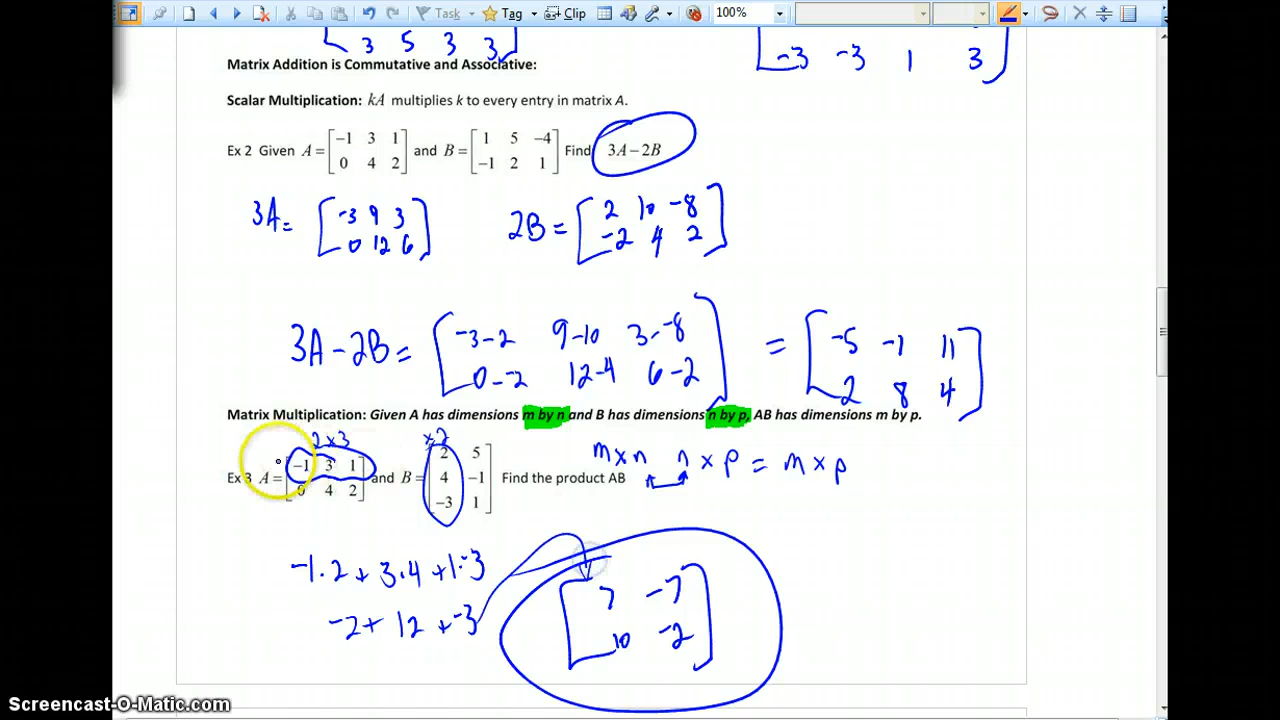 Task Tag Clip 100%
3 5 3 3
-3 -3 1 3
Matrix Addition is Commutative and Associative:
Scalar Multiplication: kA multiplies k to every entry in matrix A.
Ex 2 Given A = [ -1 3 1 ] and B = [ 1 5 -4 ] Find 3A – 2B
[ 0 4 2 ] [ -1 2 1 ]
3A = [ -3 9 3 ] 2B = [ 2 10 -8 ]
[ 0 12 6 ] [ -2 4 2 ]
3A - 2B = [ -3-2 9-10 3--8 ] = [ -5 -1 11 ]
[ 0--2 12-4 6-2 ] [ 2 8 4 ]
Matrix Multiplication: Given A has dimensions m by n and B has dimensions n by p, AB has dimensions m by p.
2x3 x2
m x n n x p = m x p
Ex 3 A = [ -1 3 1 ] and B = [ 2 5 ] Find the product AB
[ 0 4 2 ] [ 4 -1 ]
[ -3 1 ]
-1·2 + 3·4 + 1·-3
-2 + 12 + -3
[ 7 -7 ]
[ 10 -2 ]
Screencast-O-Matic.com